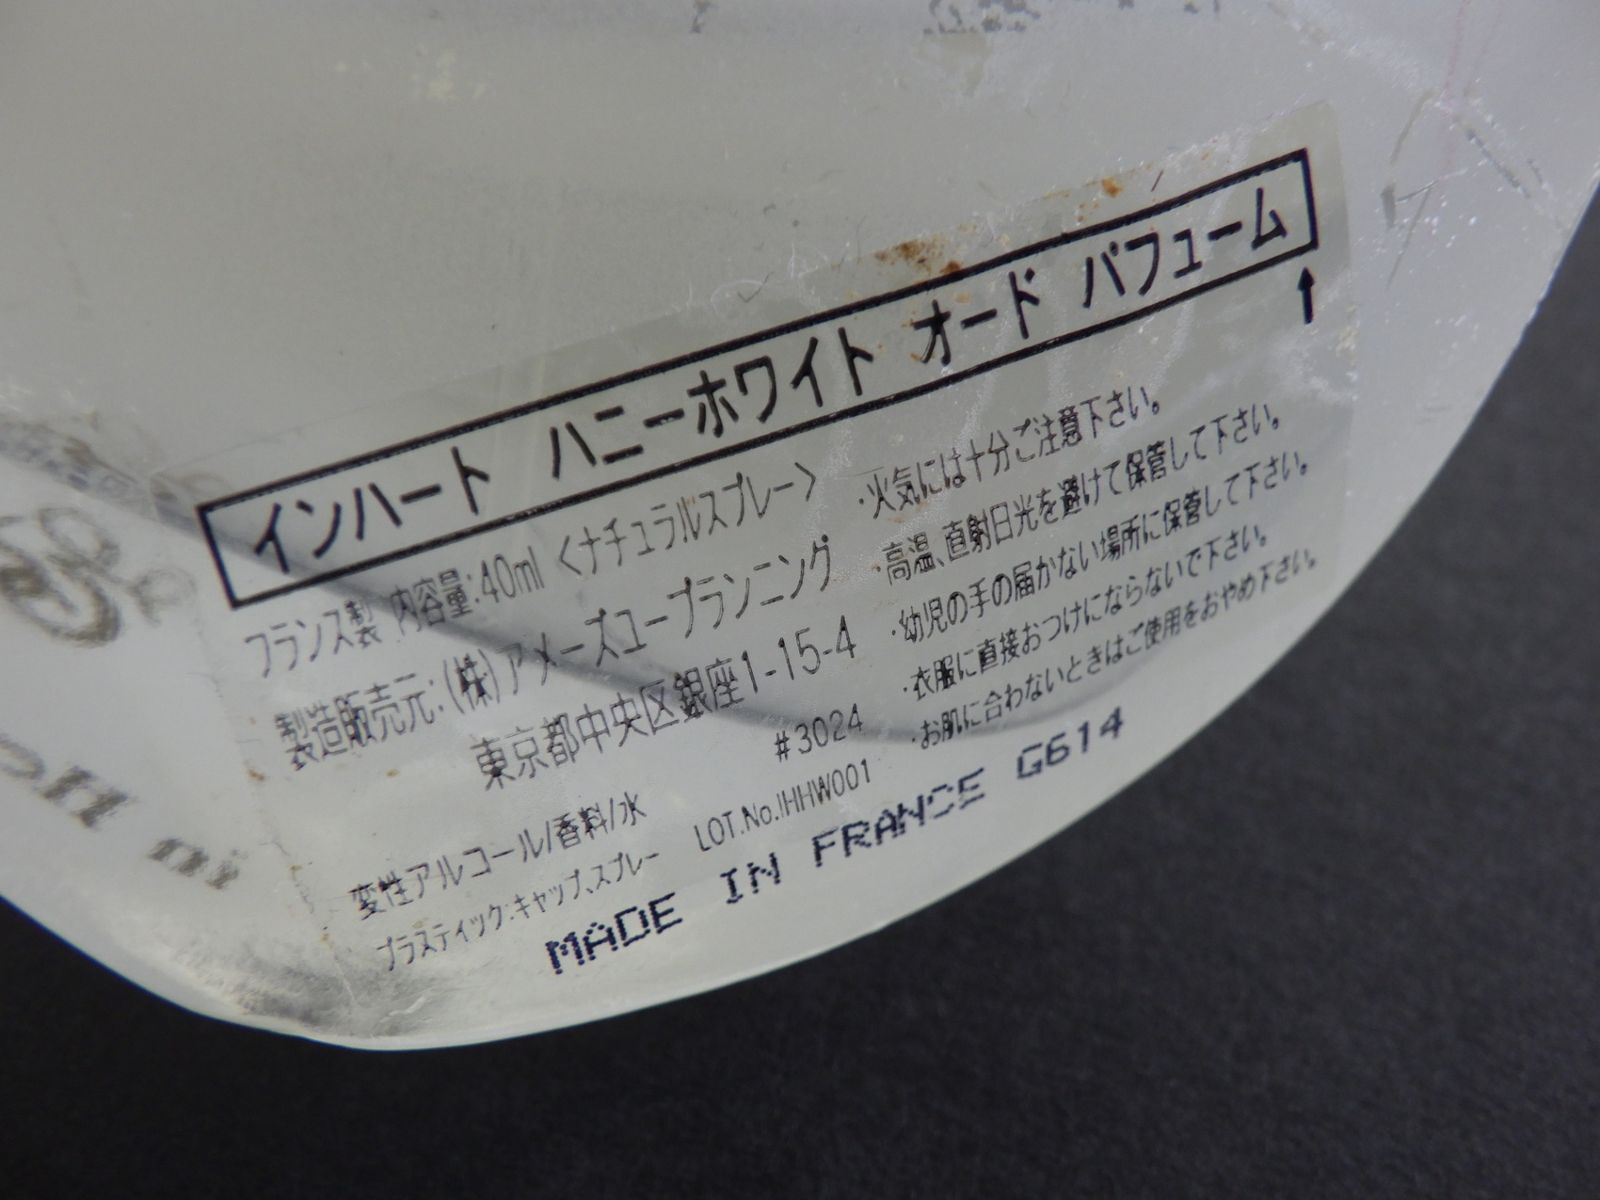 インハート ハニーホワイト オード パフューム
↑
フランス製 内容量:40ml 〈ナチュラルスプレー〉
製造販売元:(株)アメーズユープランニング
東京都中央区銀座1-15-4
#3024
変性アルコール/香料/水
プラスティック:キャップ、スプレー
LOT.No.IHHW001
・火気には十分ご注意下さい。
・高温、直射日光を避けて保管して下さい。
・幼児の手の届かない場所に保管して下さい。
・衣服に直接おつけにならないで下さい。
・お肌に合わないときはご使用をおやめ下さい。
MADE IN FRANCE G614